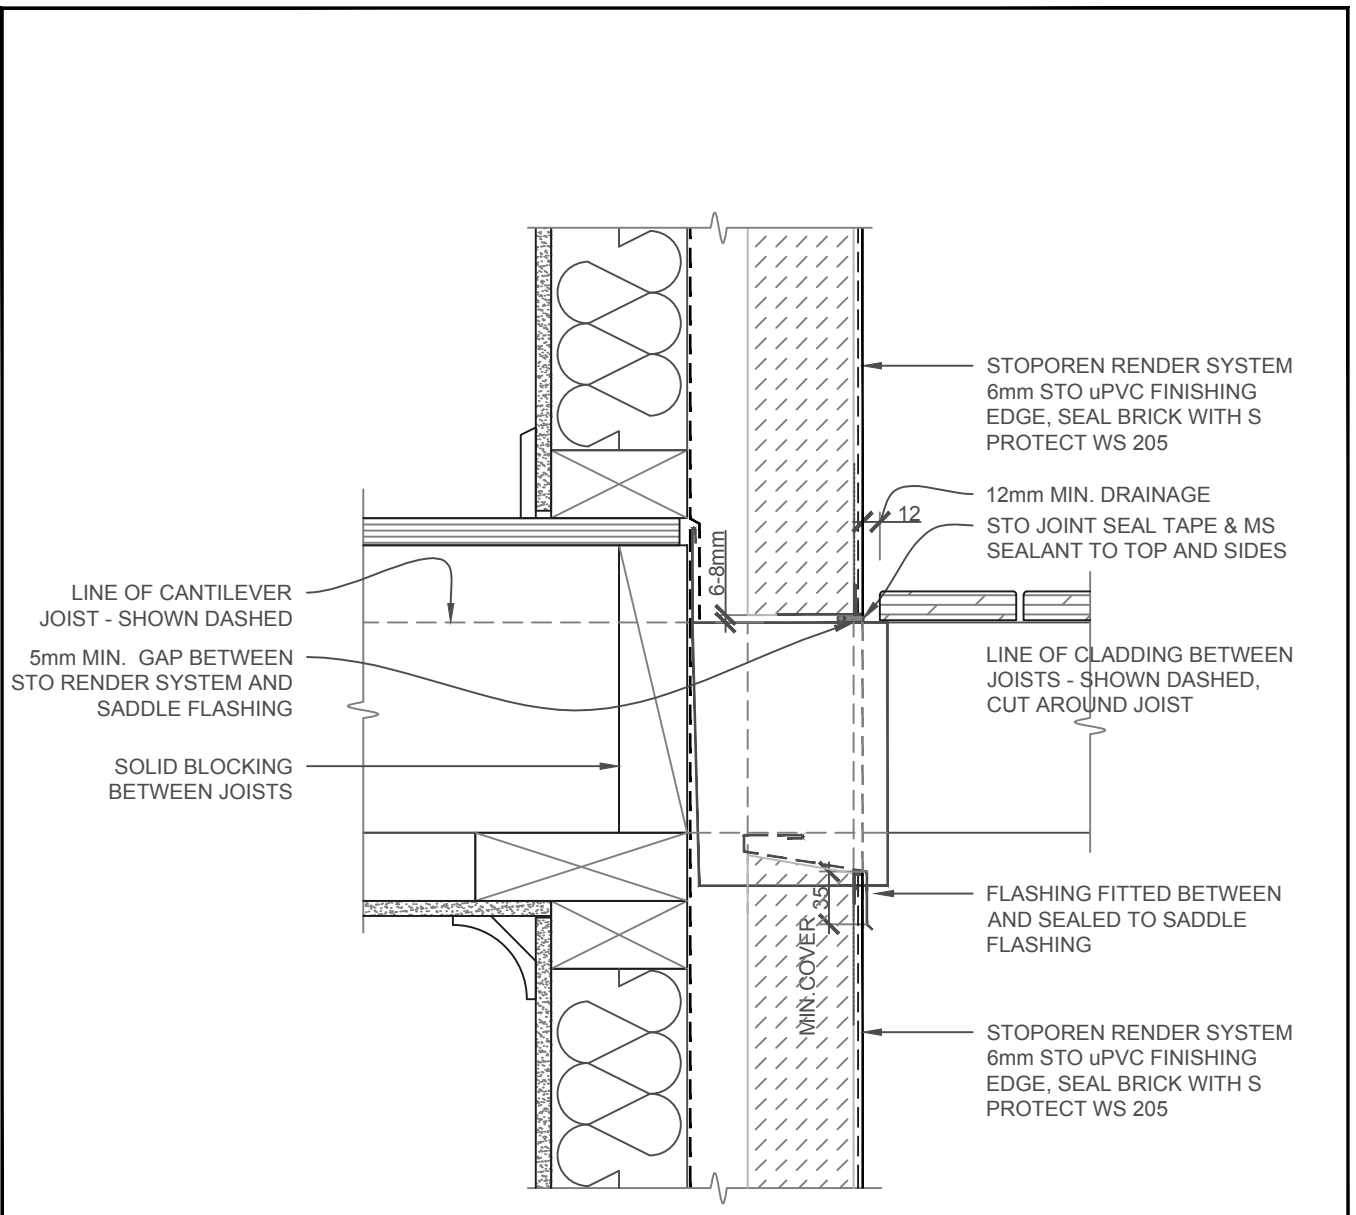 STOPOREN RENDER SYSTEM
6mm STO uPVC FINISHING
EDGE, SEAL BRICK WITH S
PROTECT WS 205
12mm MIN. DRAINAGE
12
STO JOINT SEAL TAPE & MS
SEALANT TO TOP AND SIDES
6-8mm
LINE OF CANTILEVER
JOIST - SHOWN DASHED
5mm MIN. GAP BETWEEN
STO RENDER SYSTEM AND
SADDLE FLASHING
LINE OF CLADDING BETWEEN
JOISTS - SHOWN DASHED,
CUT AROUND JOIST
SOLID BLOCKING
BETWEEN JOISTS
35
MIN.COVER
FLASHING FITTED BETWEEN
AND SEALED TO SADDLE
FLASHING
STOPOREN RENDER SYSTEM
6mm STO uPVC FINISHING
EDGE, SEAL BRICK WITH S
PROTECT WS 205